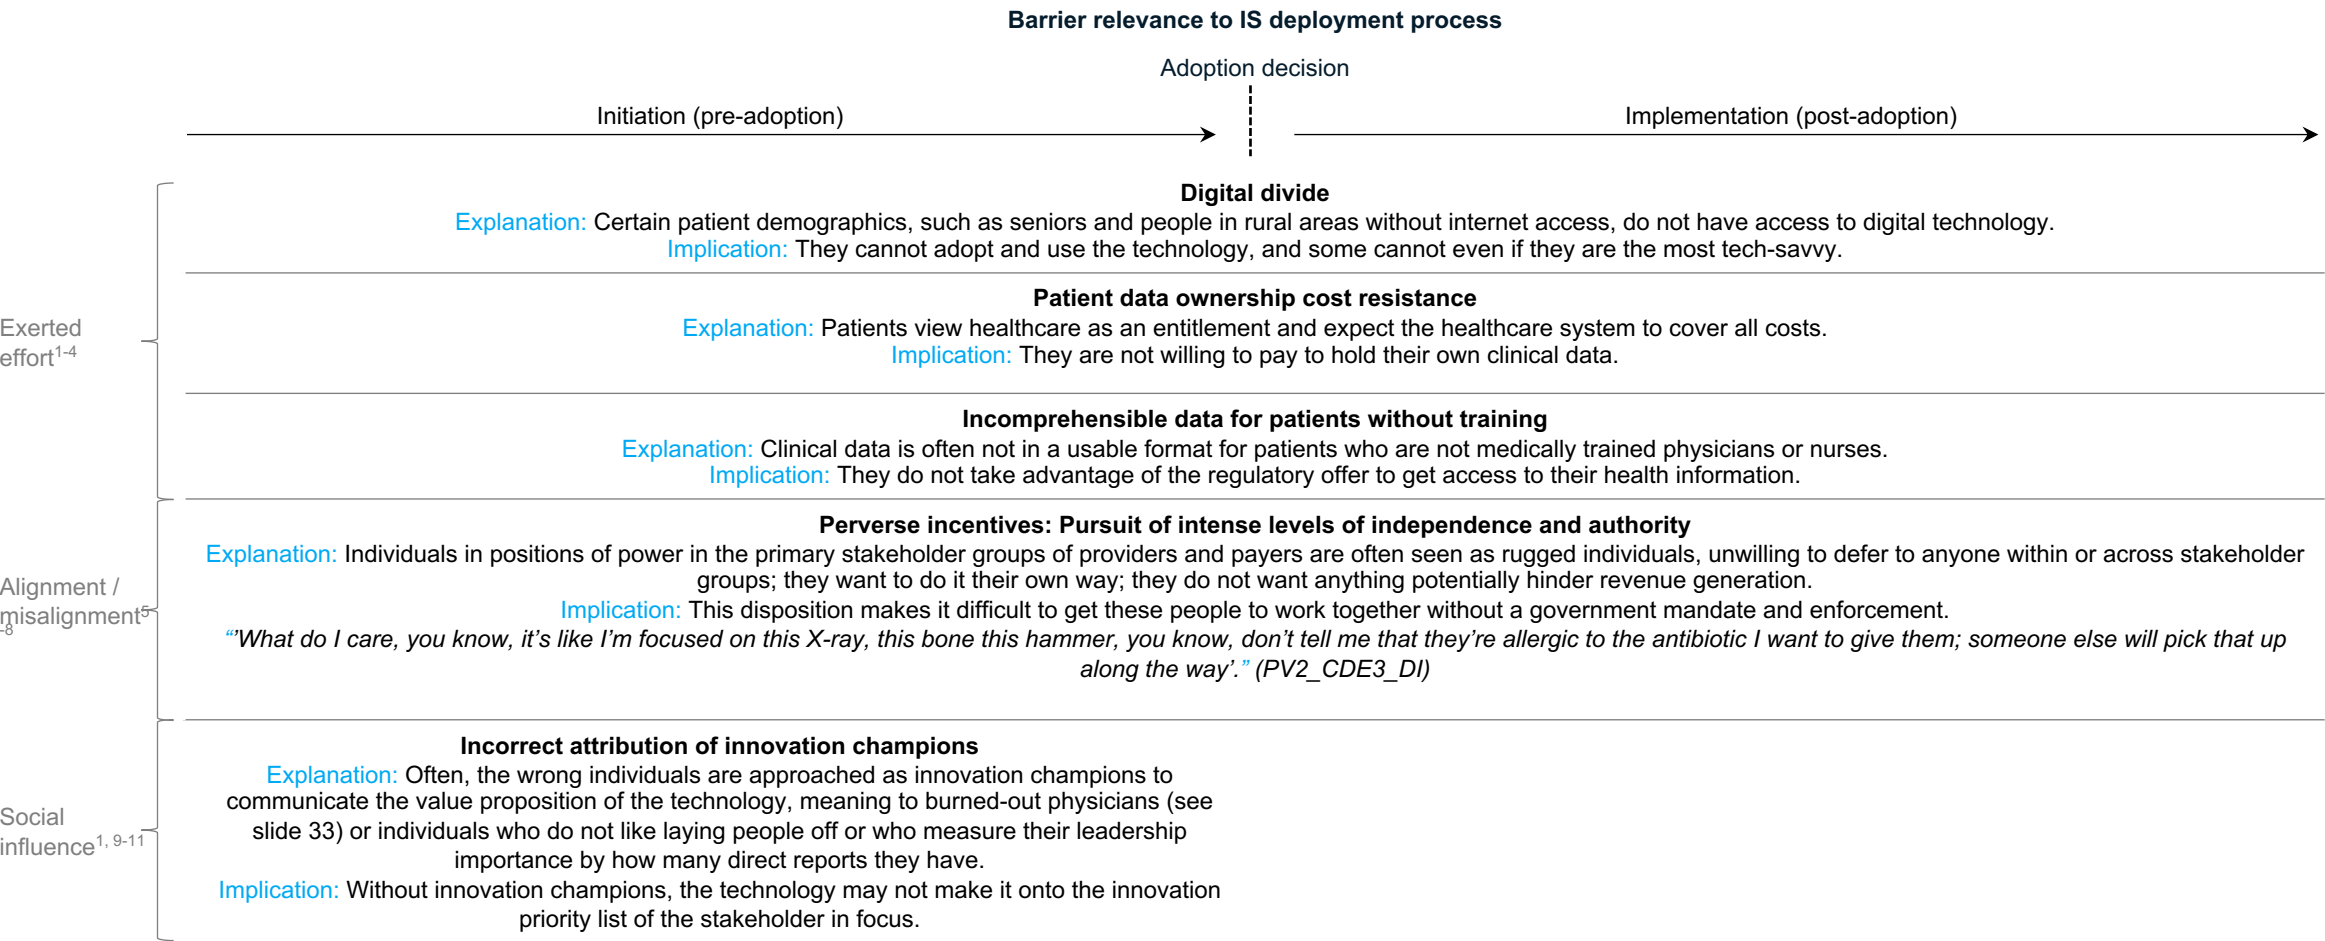 Barrier relevance to IS deployment process
Adoption decision
Initiation (pre-adoption)
Implementation (post-adoption)
Exerted
effort1-4
Digital divide
Explanation: Certain patient demographics, such as seniors and people in rural areas without internet access, do not have access to digital technology.
Implication: They cannot adopt and use the technology, and some cannot even if they are the most tech-savvy.
Patient data ownership cost resistance
Explanation: Patients view healthcare as an entitlement and expect the healthcare system to cover all costs.
Implication: They are not willing to pay to hold their own clinical data.
Incomprehensible data for patients without training
Explanation: Clinical data is often not in a usable format for patients who are not medically trained physicians or nurses.
Implication: They do not take advantage of the regulatory offer to get access to their health information.
Alignment /
misalignment5
-8
Perverse incentives: Pursuit of intense levels of independence and authority
Explanation: Individuals in positions of power in the primary stakeholder groups of providers and payers are often seen as rugged individuals, unwilling to defer to anyone within or across stakeholder
groups; they want to do it their own way; they do not want anything potentially hinder revenue generation.
Implication: This disposition makes it difficult to get these people to work together without a government mandate and enforcement.
“’What do I care, you know, it’s like I’m focused on this X-ray, this bone this hammer, you know, don’t tell me that they’re allergic to the antibiotic I want to give them; someone else will pick that up
along the way’.” (PV2_CDE3_DI)
Social
influence1, 9-11
Incorrect attribution of innovation champions
Explanation: Often, the wrong individuals are approached as innovation champions to
communicate the value proposition of the technology, meaning to burned-out physicians (see
slide 33) or individuals who do not like laying people off or who measure their leadership
importance by how many direct reports they have.
Implication: Without innovation champions, the technology may not make it onto the innovation
priority list of the stakeholder in focus.